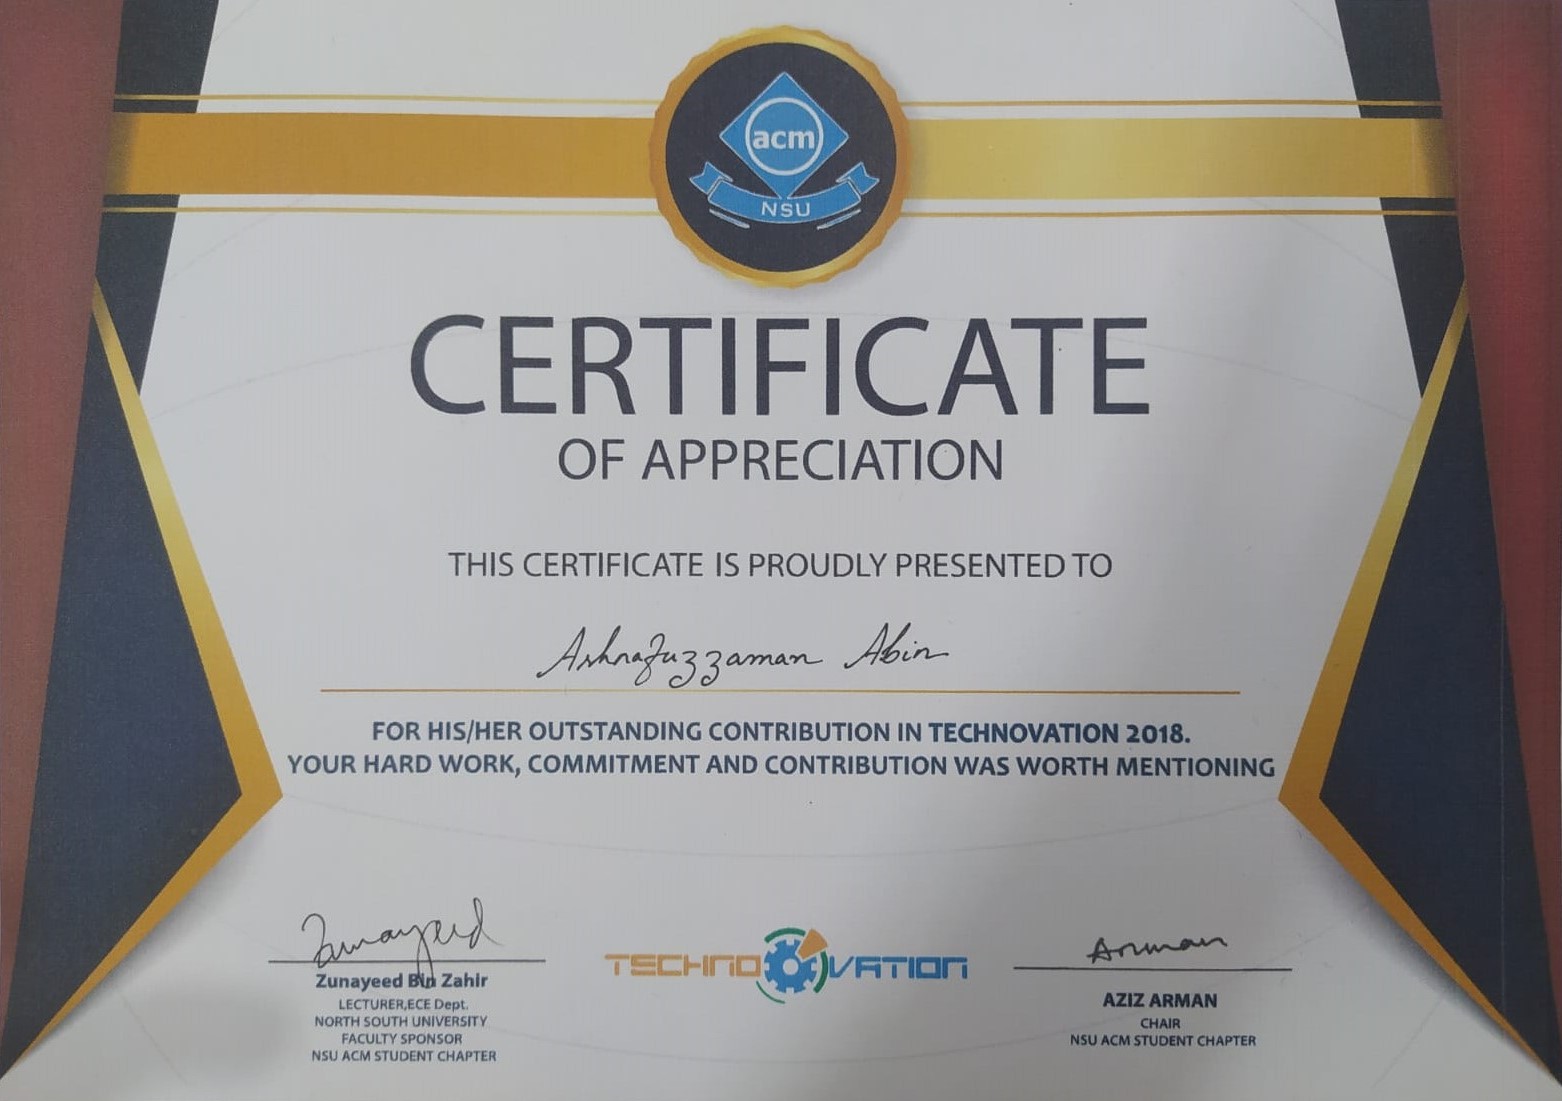 acm
NSU
CERTIFICATE
OF APPRECIATION
THIS CERTIFICATE IS PROUDLY PRESENTED TO
Ashrafuzzaman Abin
FOR HIS/HER OUTSTANDING CONTRIBUTION IN TECHNOVATION 2018.
YOUR HARD WORK, COMMITMENT AND CONTRIBUTION WAS WORTH MENTIONING
Zunayeed
Zunayeed Bin Zahir
LECTURER,ECE Dept.
NORTH SOUTH UNIVERSITY
FACULTY SPONSOR
NSU ACM STUDENT CHAPTER
TECHNOVATION
Arman
AZIZ ARMAN
CHAIR
NSU ACM STUDENT CHAPTER